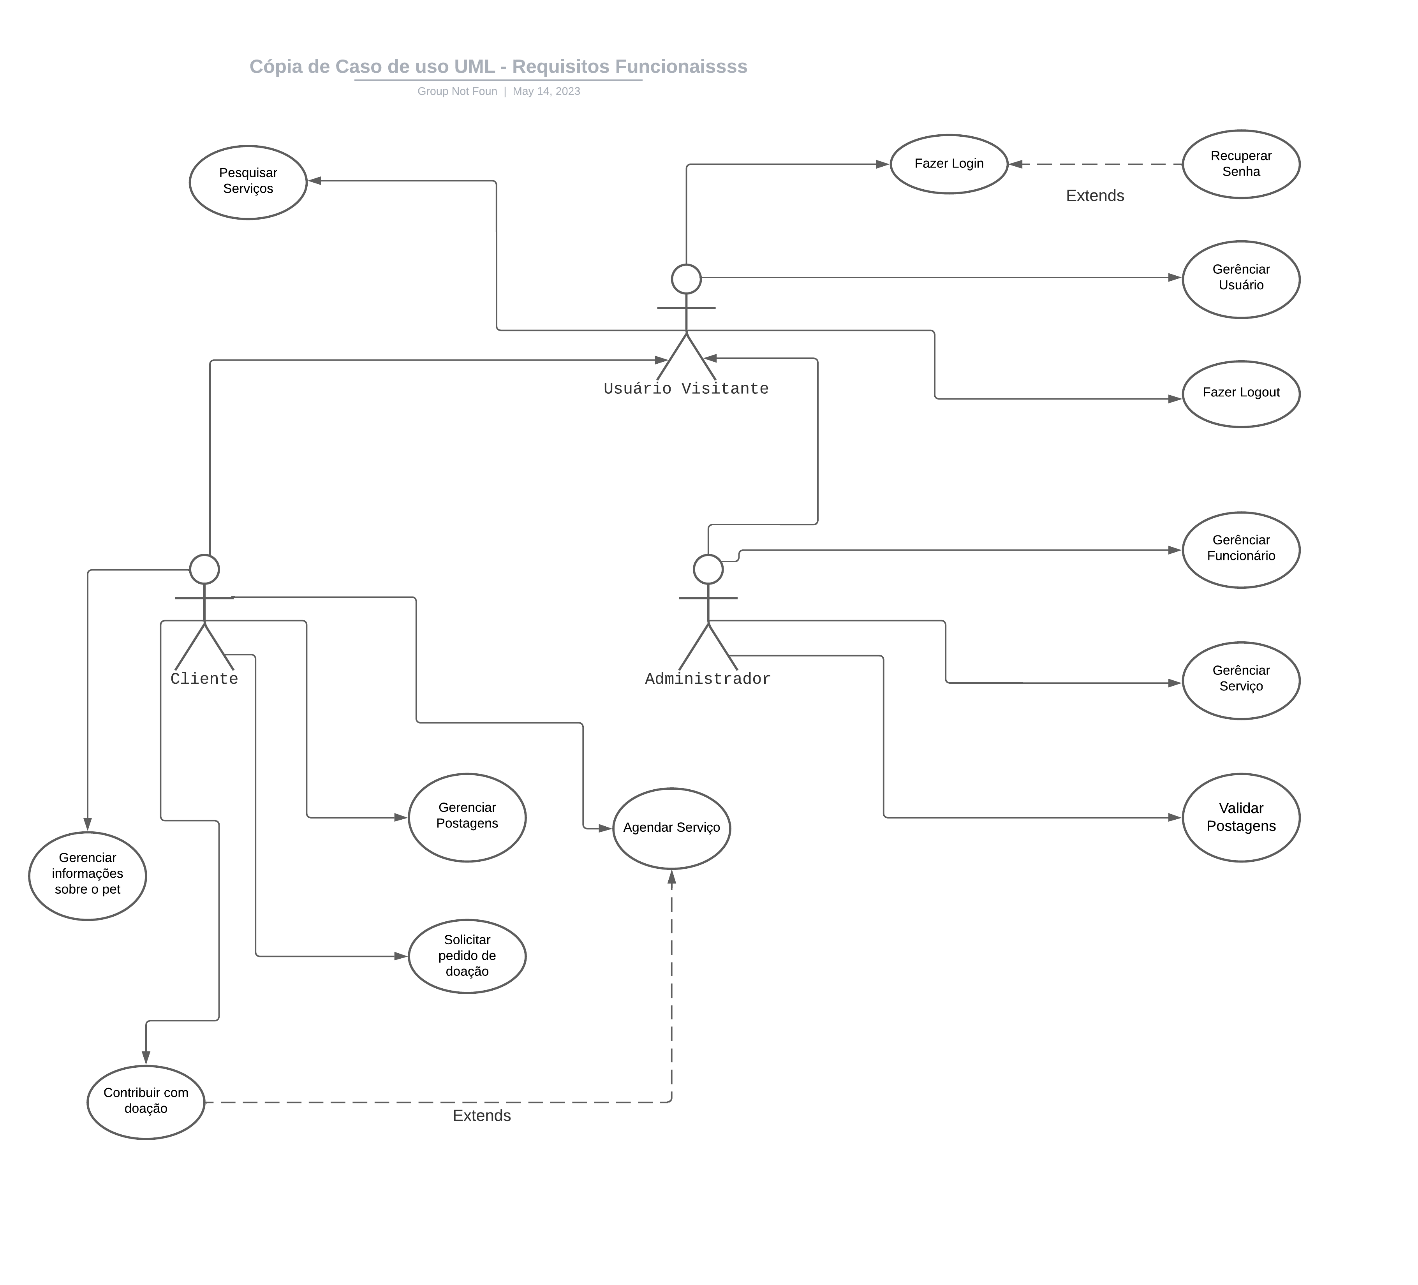 Cópia de Caso de uso UML - Requisitos Funcionaissss
Group Not Foun | May 14, 2023
Pesquisar
Serviços
Fazer Login
Recuperar
Senha
Extends
Gerênciar
Usuário
Usuário Visitante
Fazer Logout
Gerênciar
Funcionário
Cliente
Administrador
Gerênciar
Serviço
Gerenciar
Postagens
Agendar Serviço
Validar
Postagens
Gerenciar
informações
sobre o pet
Solicitar
pedido de
doação
Contribuir com
doação
Extends